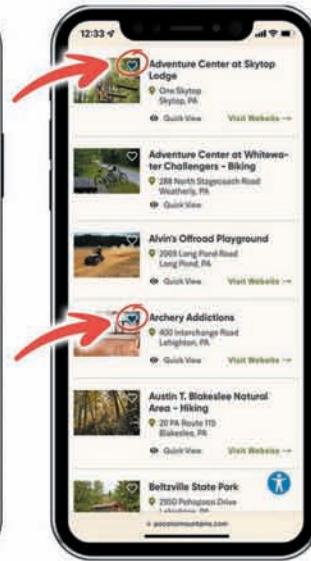 12:33
Adventure Center at Skytop
Lodge
One Skytop
Skytop, PA
Quick View Visit Website →
Adventure Center at Whitewa-
ter Challengers - Biking
288 North Stagecoach Road
Weatherly, PA
Quick View
Alvin's Offroad Playground
2069 Long Pond Road
Long Pond, PA
Quick View Visit Website →
Archery Addictions
400 Interchange Road
Lehighton, PA
Quick View Visit Website →
Austin T. Blakeslee Natural
Area - Hiking
20 PA Route 115
Blakeslee, PA
Quick View Visit Website →
Beltzville State Park
2950 Pohopoco Drive
Lehighton, PA
poconomountains.com